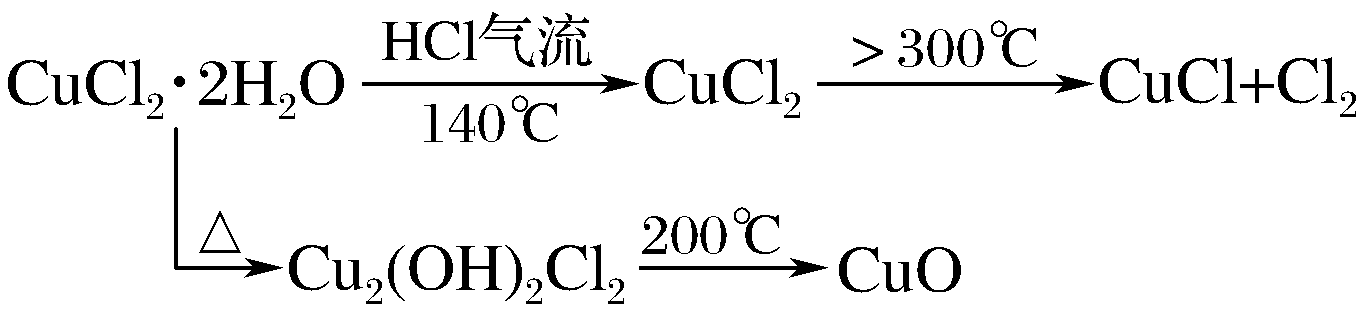 HCl气流 >300℃
CuCl₂·2H₂O CuCl₂ CuCl+Cl₂
140℃
△ 200℃
Cu₂(OH)₂Cl₂ CuO